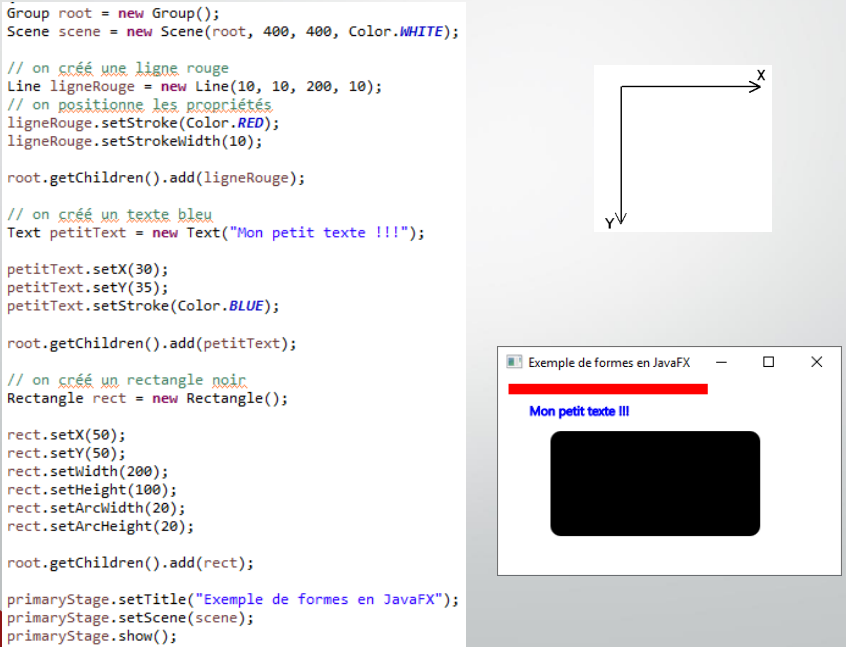 Group root = new Group();
Scene scene = new Scene(root, 400, 400, Color.WHITE);
// on créé une ligne rouge
Line ligneRouge = new Line(10, 10, 200, 10);
// on positionne les propriétés
ligneRouge.setStroke(Color.RED);
ligneRouge.setStrokeWidth(10);
root.getChildren().add(ligneRouge);
// on créé un texte bleu
Text petitText = new Text("Mon petit texte !!!");
petitText.setX(30);
petitText.setY(35);
petitText.setStroke(Color.BLUE);
root.getChildren().add(petitText);
// on créé un rectangle noir
Rectangle rect = new Rectangle();
rect.setX(50);
rect.setY(50);
rect.setWidth(200);
rect.setHeight(100);
rect.setArcWidth(20);
rect.setArcHeight(20);
root.getChildren().add(rect);
primaryStage.setTitle("Exemple de formes en JavaFX");
primaryStage.setScene(scene);
primaryStage.show();
X
Y
Exemple de formes en JavaFX
Mon petit texte !!!